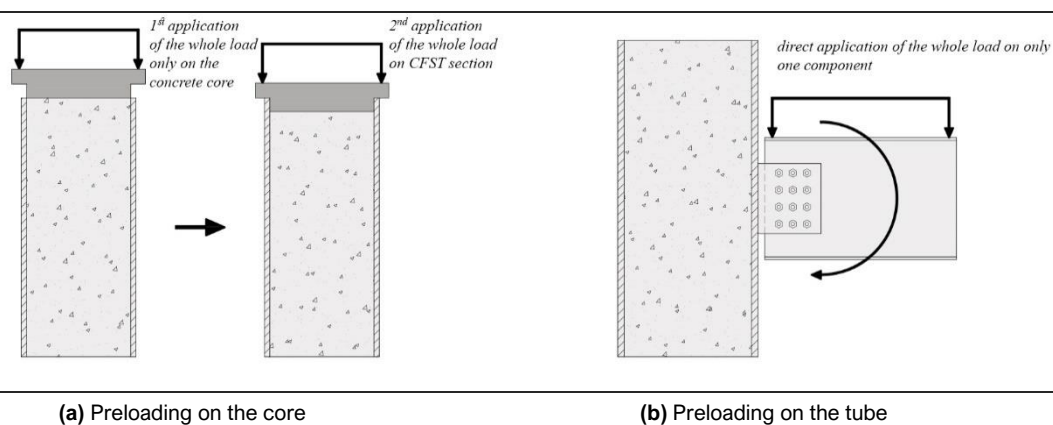 1ˢᵗ application
of the whole load
only on the
concrete core
2ⁿᵈ application
of the whole load
on CFST section
direct application of the whole load on only
one component
(a) Preloading on the core
(b) Preloading on the tube